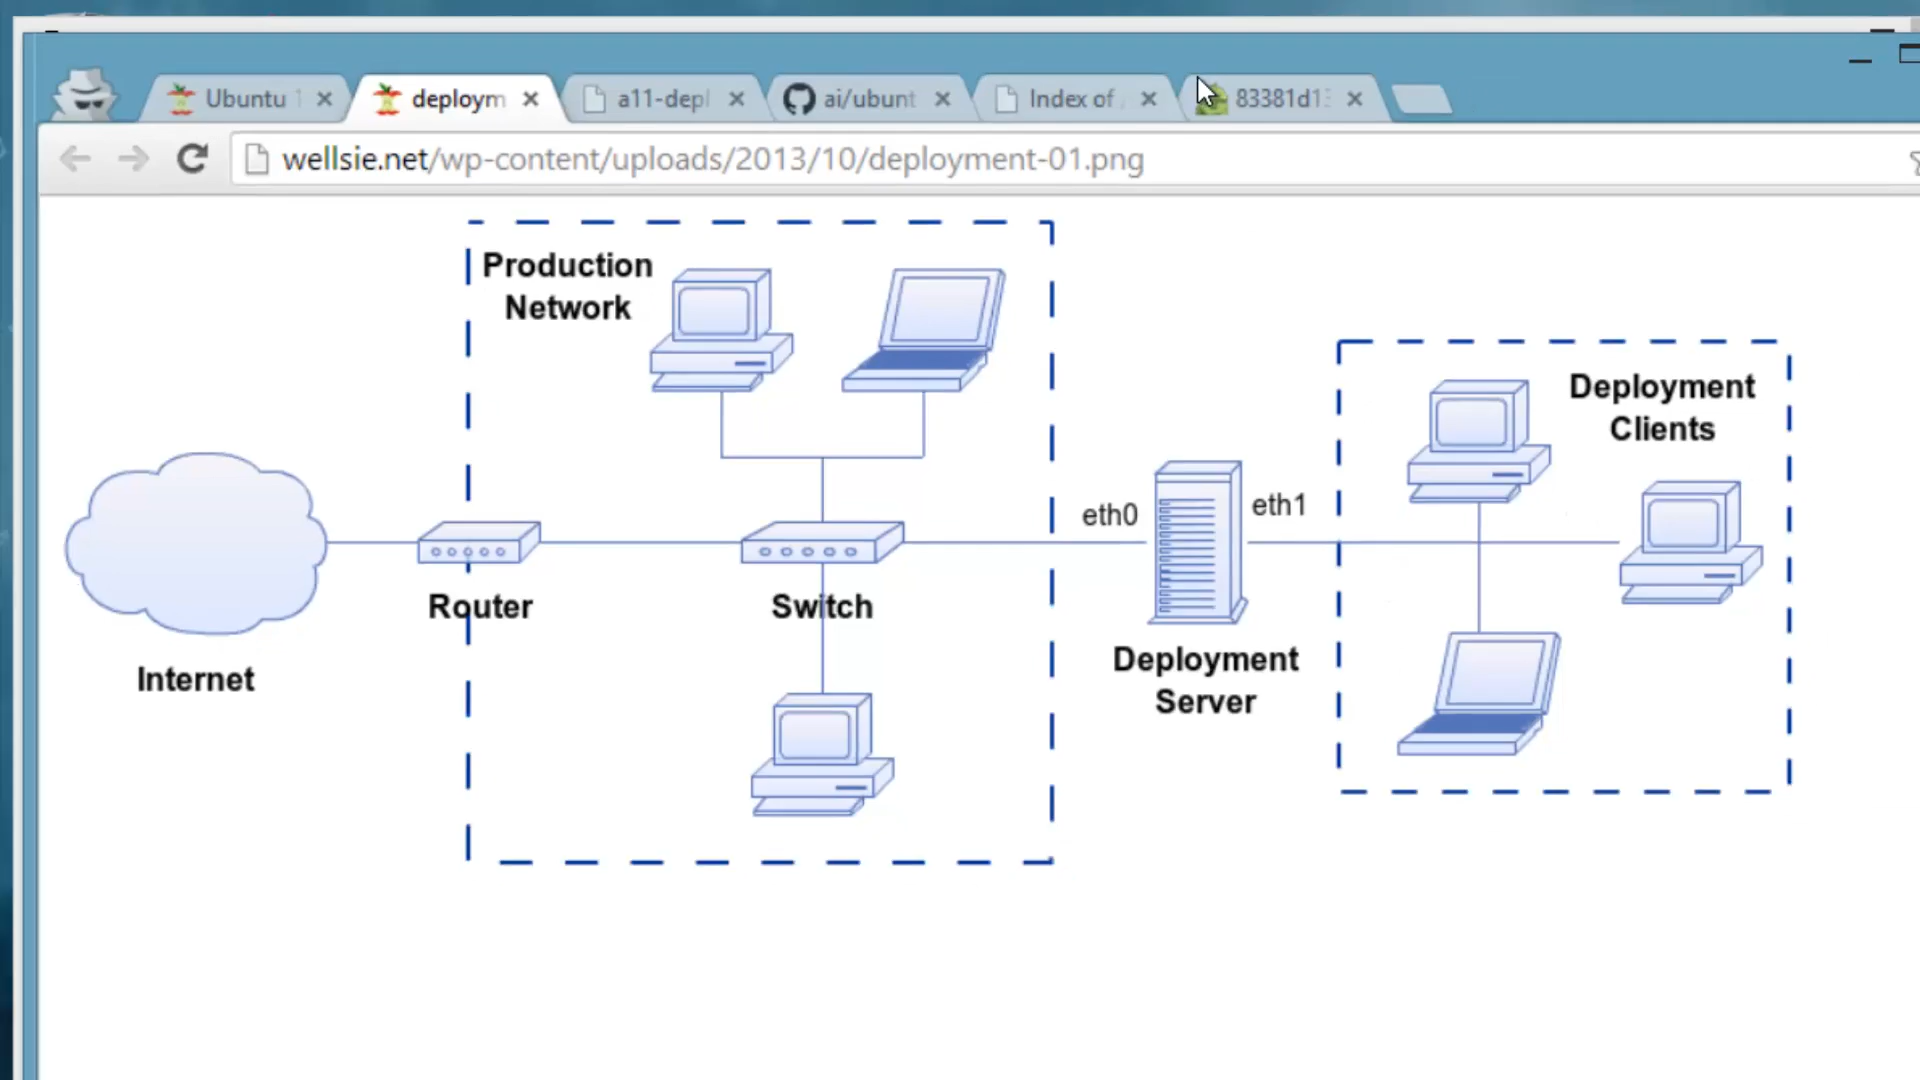 Ubuntu 1
deploym
a11-depl
ai/ubunt
Index of
83381d1
wellsie.net/wp-content/uploads/2013/10/deployment-01.png
Production
Network
Deployment
Clients
eth0
eth1
Router
Switch
Internet
Deployment
Server